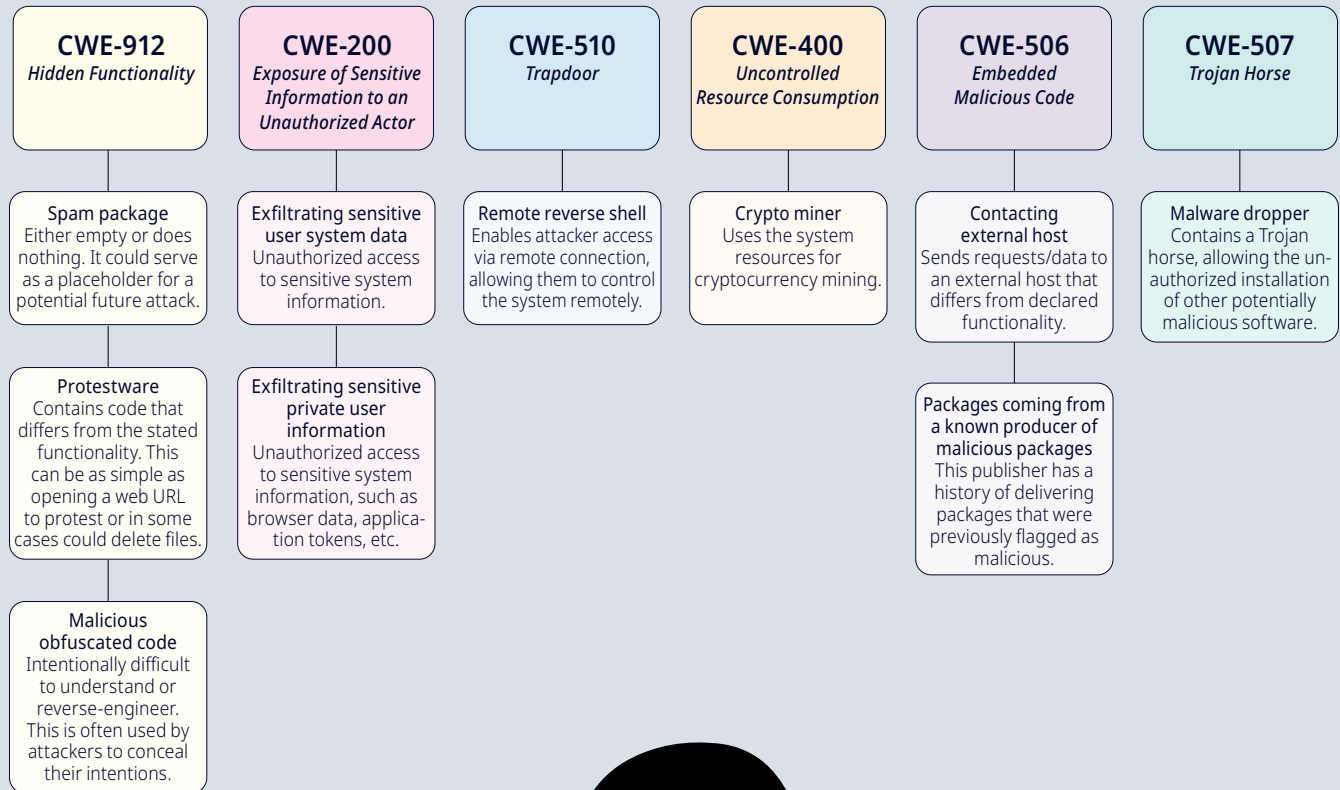 CWE-912
Hidden Functionality
Spam package
Either empty or does
nothing. It could serve
as a placeholder for a
potential future attack.
Protestware
Contains code that
differs from the stated
functionality. This
can be as simple as
opening a web URL
to protest or in some
cases could delete files.
Malicious
obfuscated code
Intentionally difficult
to understand or
reverse-engineer.
This is often used by
attackers to conceal
their intentions.
CWE-200
Exposure of Sensitive
Information to an
Unauthorized Actor
Exfiltrating sensitive
user system data
Unauthorized access
to sensitive system
information.
Exfiltrating sensitive
private user
information
Unauthorized access
to sensitive system
information, such as
browser data, applica-
tion tokens, etc.
CWE-510
Trapdoor
Remote reverse shell
Enables attacker access
via remote connection,
allowing them to control
the system remotely.
CWE-400
Uncontrolled
Resource Consumption
Crypto miner
Uses the system
resources for
cryptocurrency mining.
CWE-506
Embedded
Malicious Code
Contacting
external host
Sends requests/data to
an external host that
differs from declared
functionality.
Packages coming from
a known producer of
malicious packages
This publisher has a
history of delivering
packages that were
previously flagged as
malicious.
CWE-507
Trojan Horse
Malware dropper
Contains a Trojan
horse, allowing the un-
authorized installation
of other potentially
malicious software.